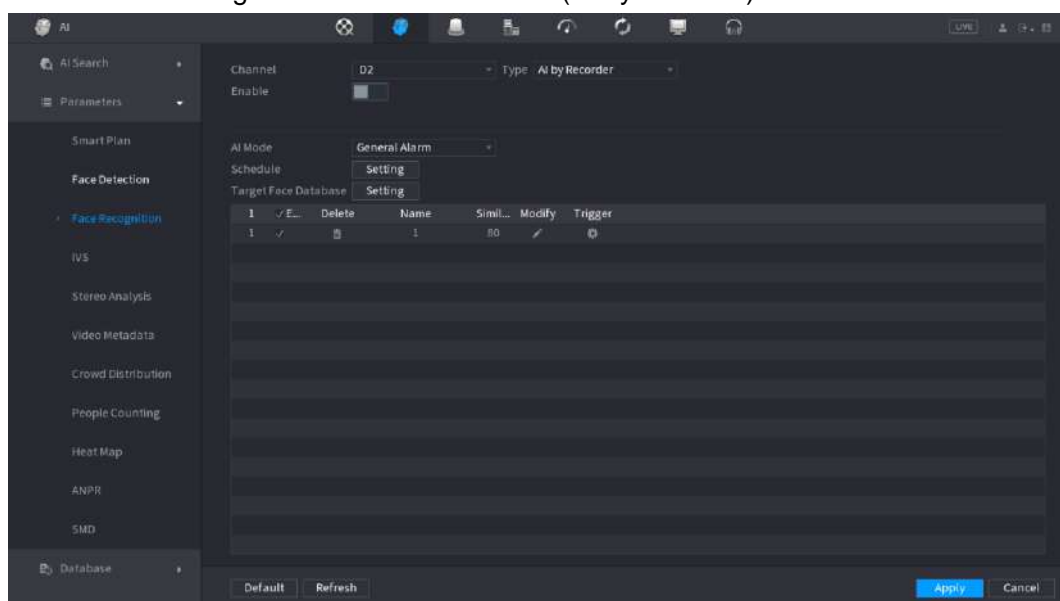 AI
LIVE
AI Search
Parameters
Smart Plan
Face Detection
Face Recognition
IVS
Stereo Analysis
Video Metadata
Crowd Distribution
People Counting
Heat Map
ANPR
SMD
Database
Channel D2 Type AI by Recorder
Enable
AI Mode General Alarm
Schedule Setting
Target Face Database Setting
1 E... Delete Name Simil... Modify Trigger
1 1 80
Default Refresh Apply Cancel